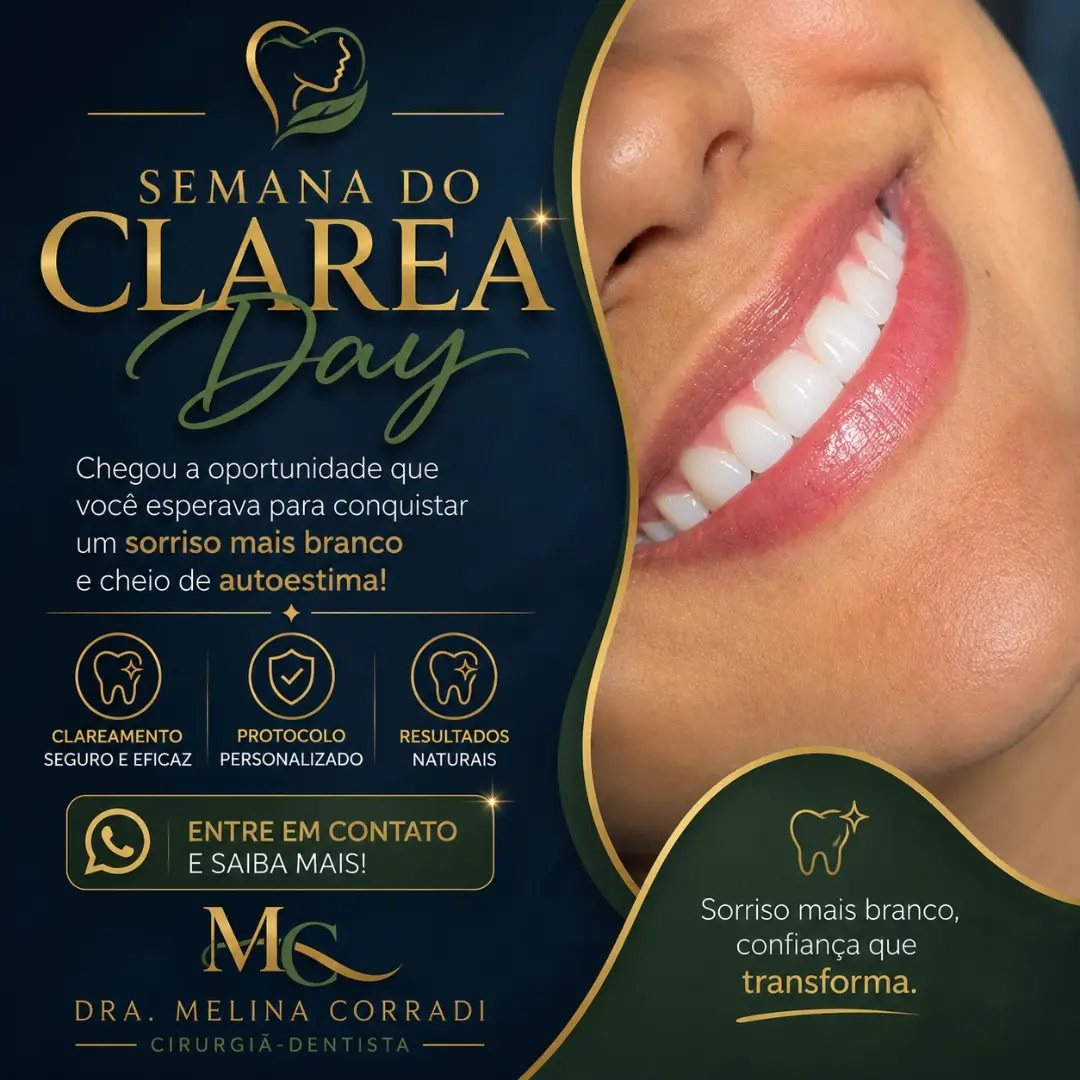 SEMANA DO
CLAREA
Day
Chegou a oportunidade que
você esperava para conquistar
um sorriso mais branco
e cheio de autoestima!
CLAREAMENTO
SEGURO E EFICAZ
PROTOCOLO
PERSONALIZADO
RESULTADOS
NATURAIS
ENTRE EM CONTATO
E SAIBA MAIS!
MC
DRA. MELINA CORRADI
CIRURGIÃ-DENTISTA
Sorriso mais branco,
confiança que
transforma.